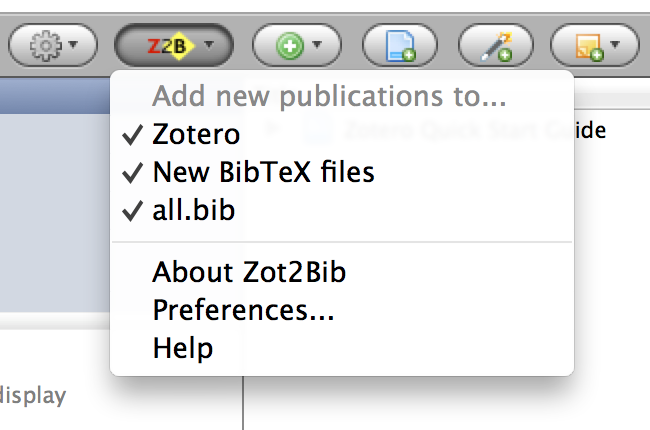 Z2B
Add new publications to...
Zotero
Zotero Quick Start Guide
New BibTeX files
all.bib
About Zot2Bib
Preferences...
Help
display